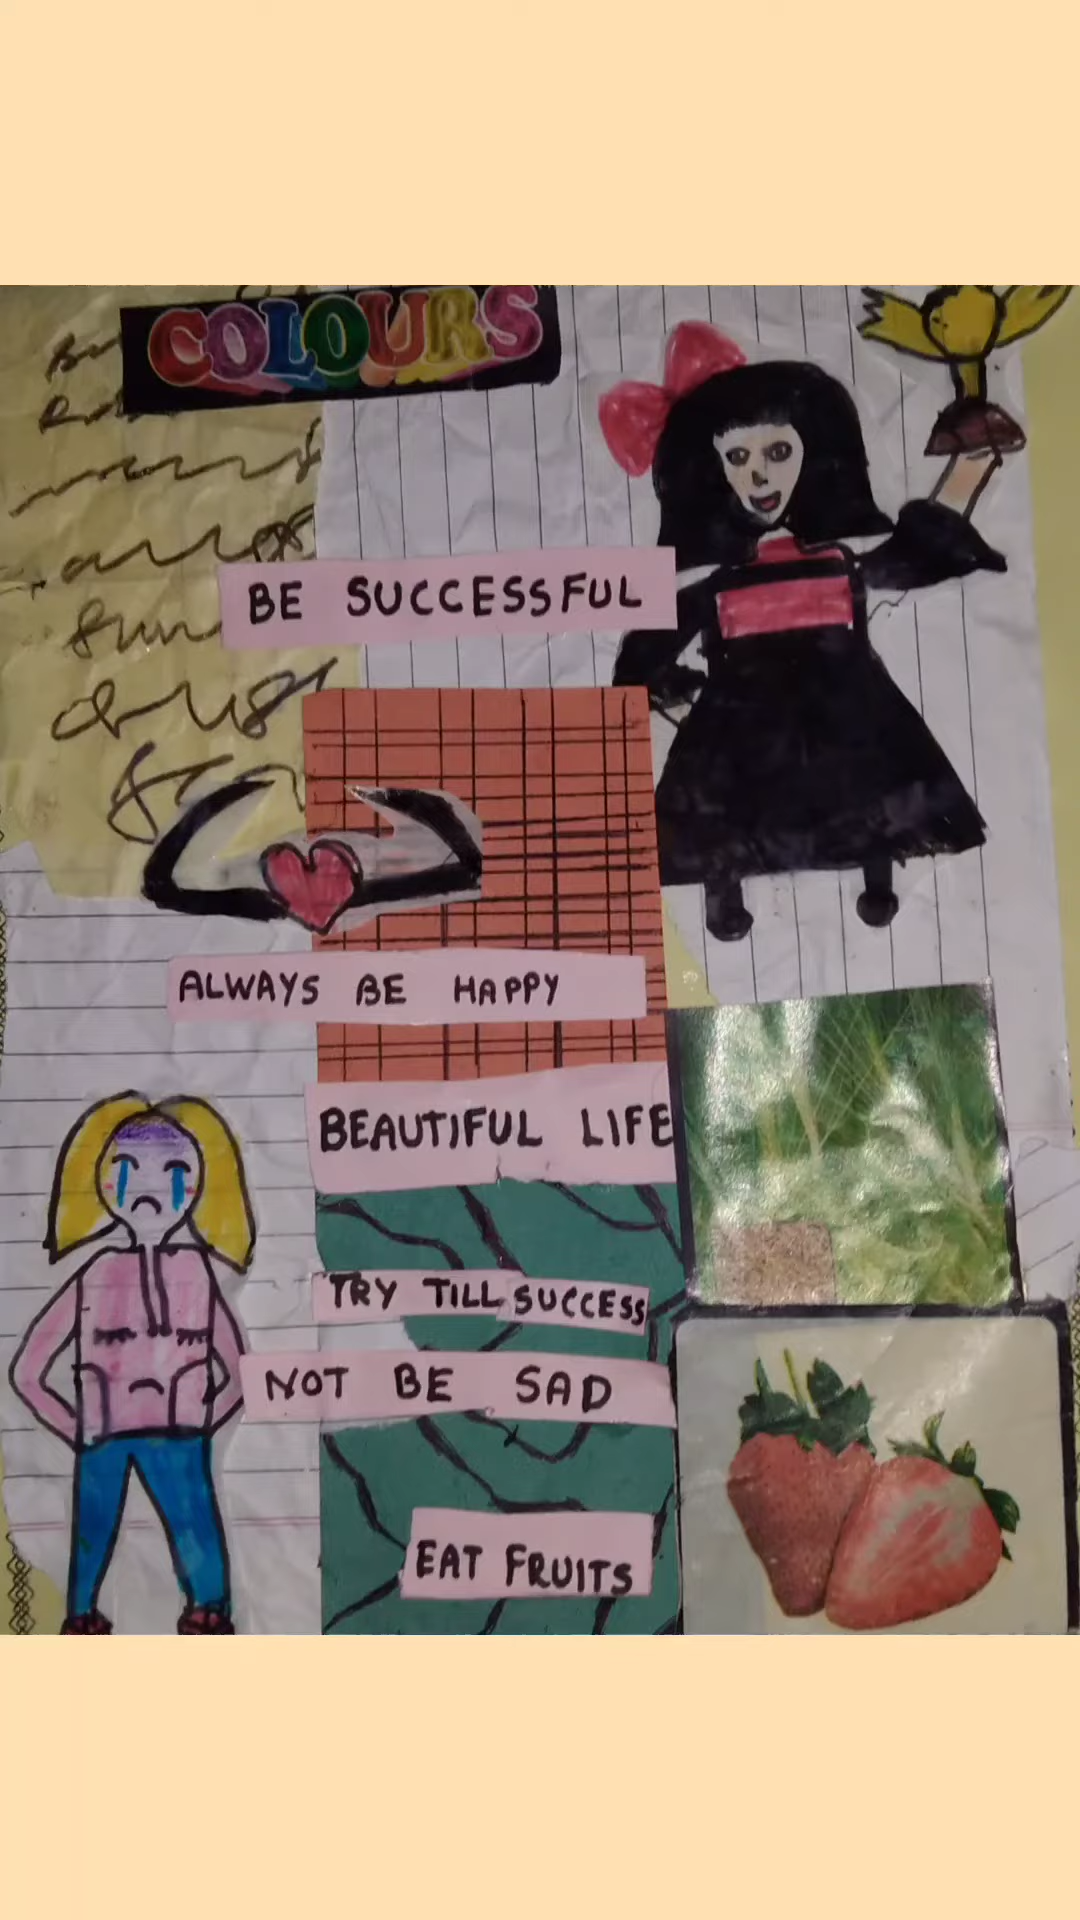 COLOURS
BE SUCCESSFUL
ALWAYS BE HAPPY
BEAUTIFUL LIFE
TRY TILL SUCCESS
NOT BE SAD
EAT FRUITS